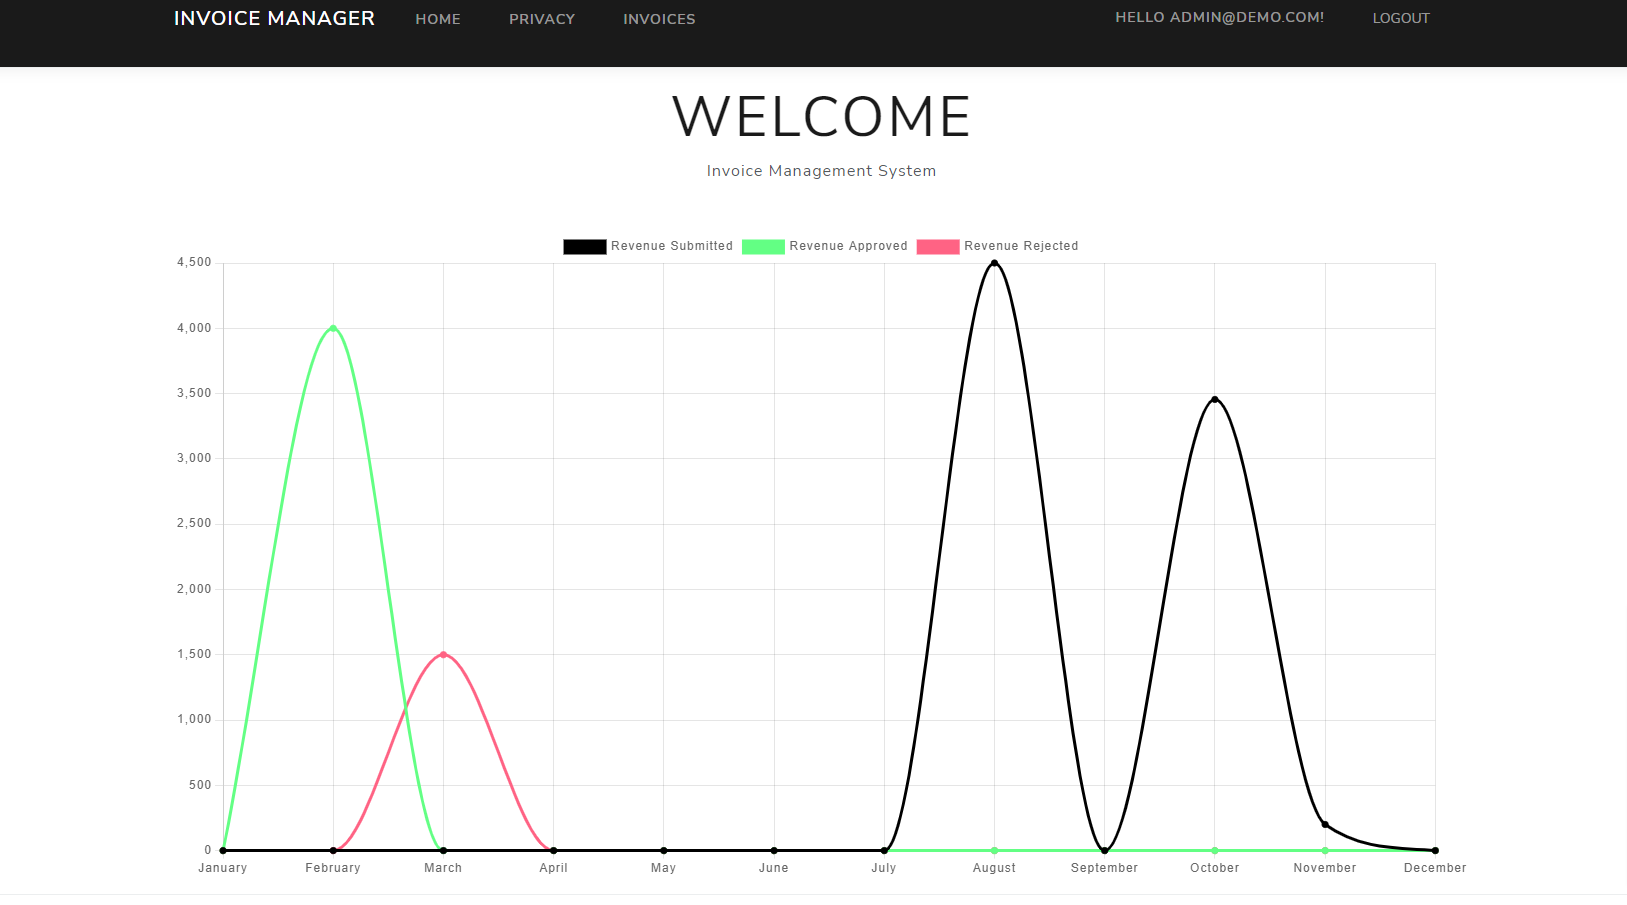 INVOICE MANAGER HOME PRIVACY INVOICES HELLO ADMIN@DEMO.COM! LOGOUT
WELCOME
Invoice Management System
Revenue Submitted Revenue Approved Revenue Rejected
4,500
4,000
3,500
3,000
2,500
2,000
1,500
1,000
500
0
January February March April May June July August September October November December